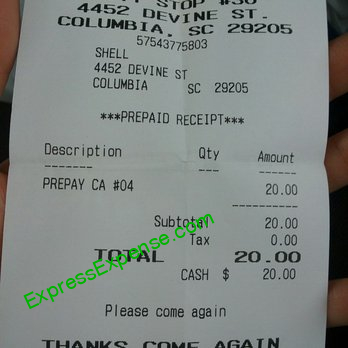 STOP #30
4452 DEVINE ST.
COLUMBIA, SC 29205
57543775803
SHELL
4452 DEVINE ST
COLUMBIA SC 29205
***PREPAID RECEIPT***
Description Qty Amount
PREPAY CA #04 20.00
Subtotal 20.00
Tax 0.00
TOTAL 20.00
CASH $ 20.00
Please come again
THANKS COME AGAIN
ExpressExpense.com